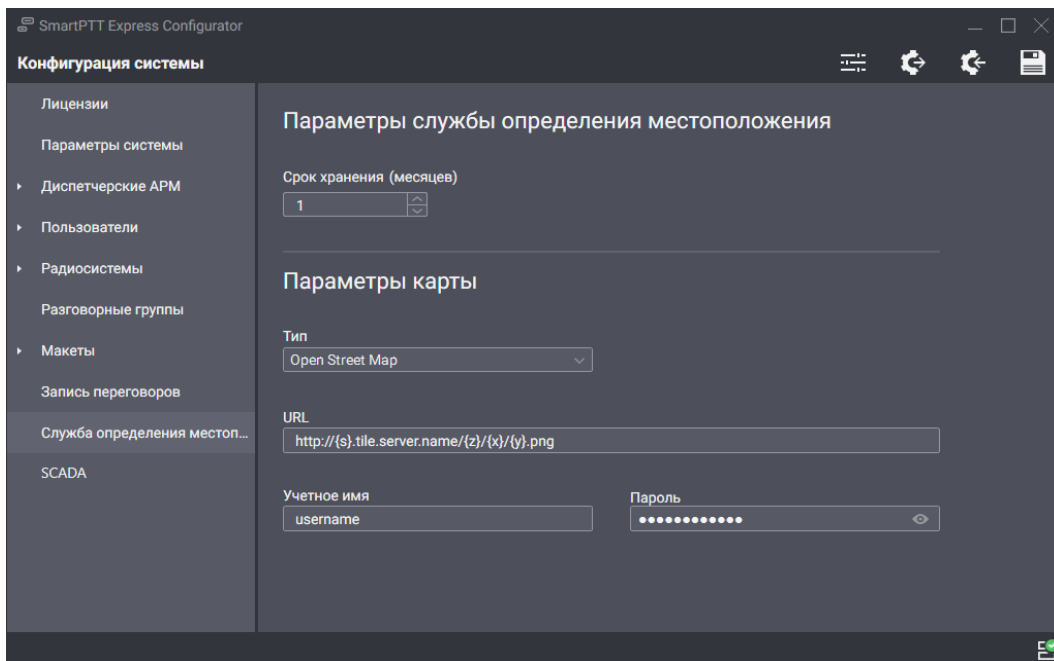 SmartPTT Express Configurator
Конфигурация системы
Лицензии
Параметры системы
Диспетчерские АРМ
Пользователи
Радиосистемы
Разговорные группы
Макеты
Запись переговоров
Служба определения местоп...
SCADA
Параметры службы определения местоположения
Срок хранения (месяцев)
1
Параметры карты
Тип
Open Street Map
URL
http://{s}.tile.server.name/{z}/{x}/{y}.png
Учетное имя
Пароль
username
••••••••••••